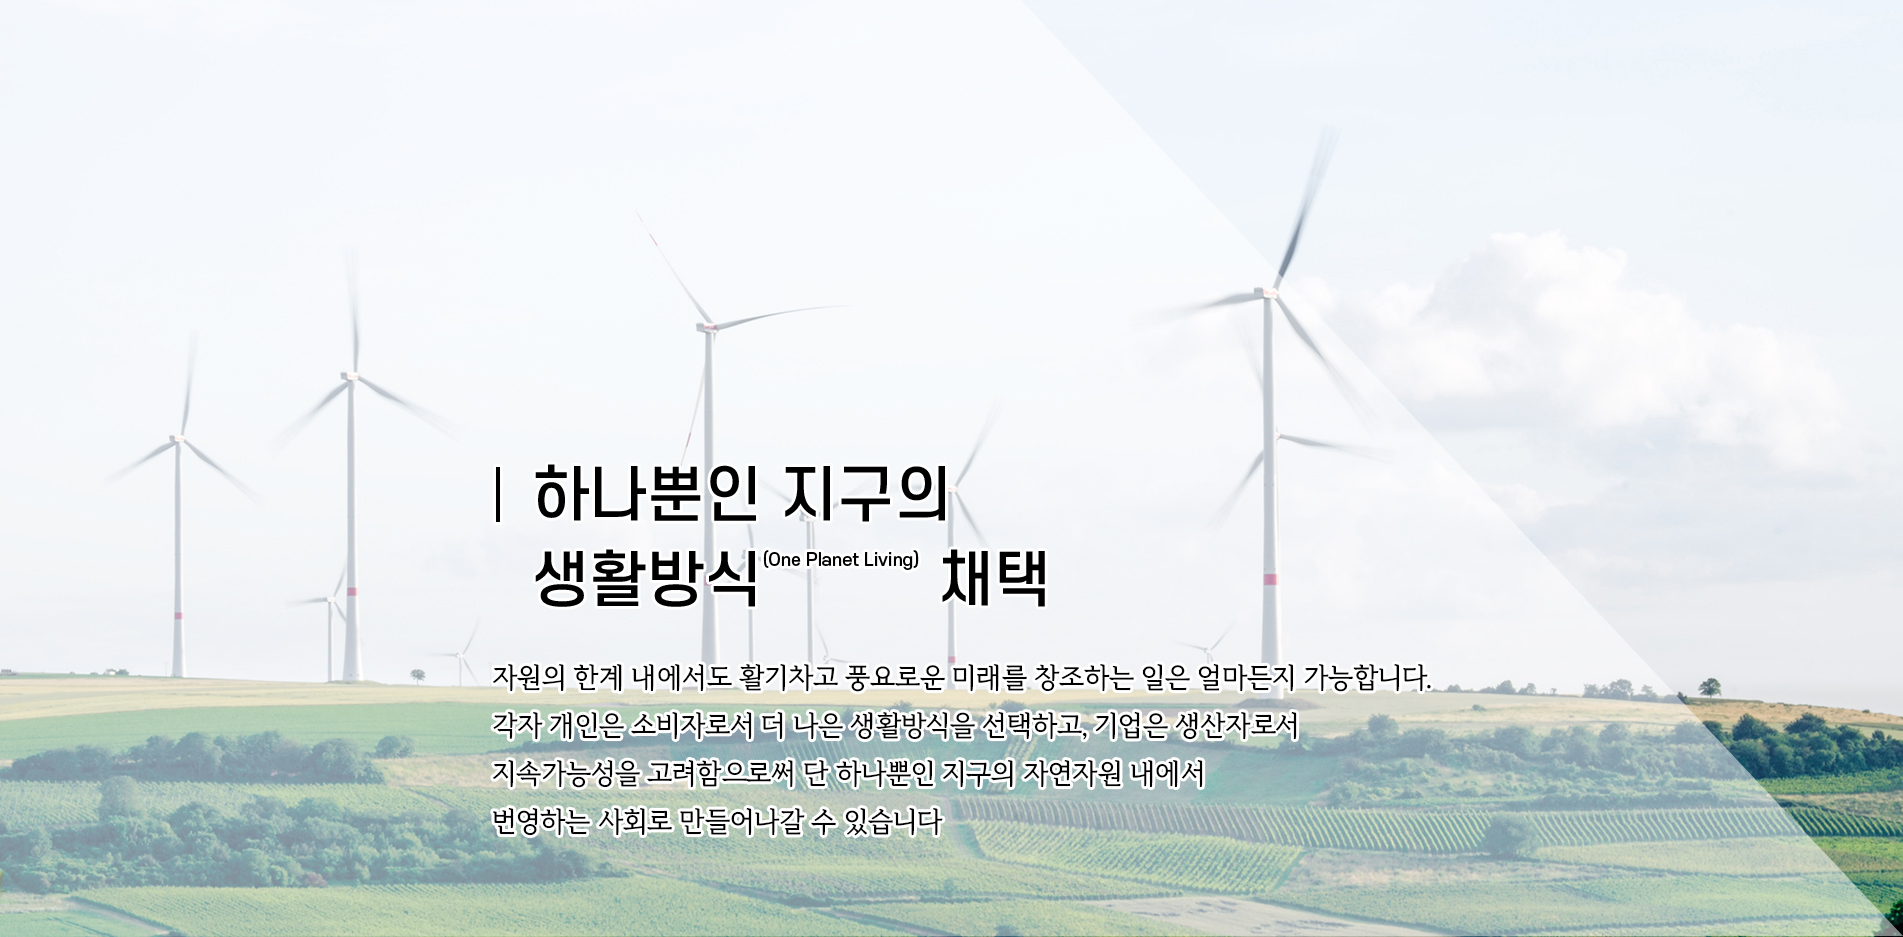 하나뿐인 지구의
생활방식(One Planet Living) 채택
자원의 한계 내에서도 활기차고 풍요로운 미래를 창조하는 일은 얼마든지 가능합니다.
각자 개인은 소비자로서 더 나은 생활방식을 선택하고, 기업은 생산자로서
지속가능성을 고려함으로써 단 하나뿐인 지구의 자연자원 내에서
번영하는 사회로 만들어나갈 수 있습니다